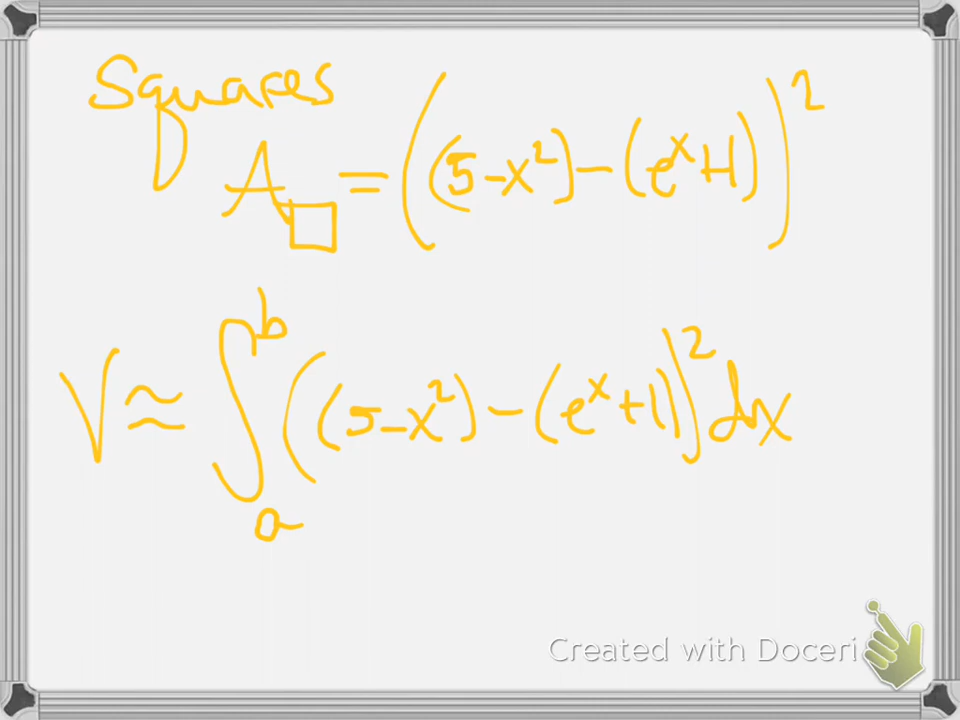 Squares
A□ = ((5-x²)-(eˣ+1))²
V ≈ ∫ₐᵇ ((5-x²)-(eˣ+1))² dx
Created with Doceri